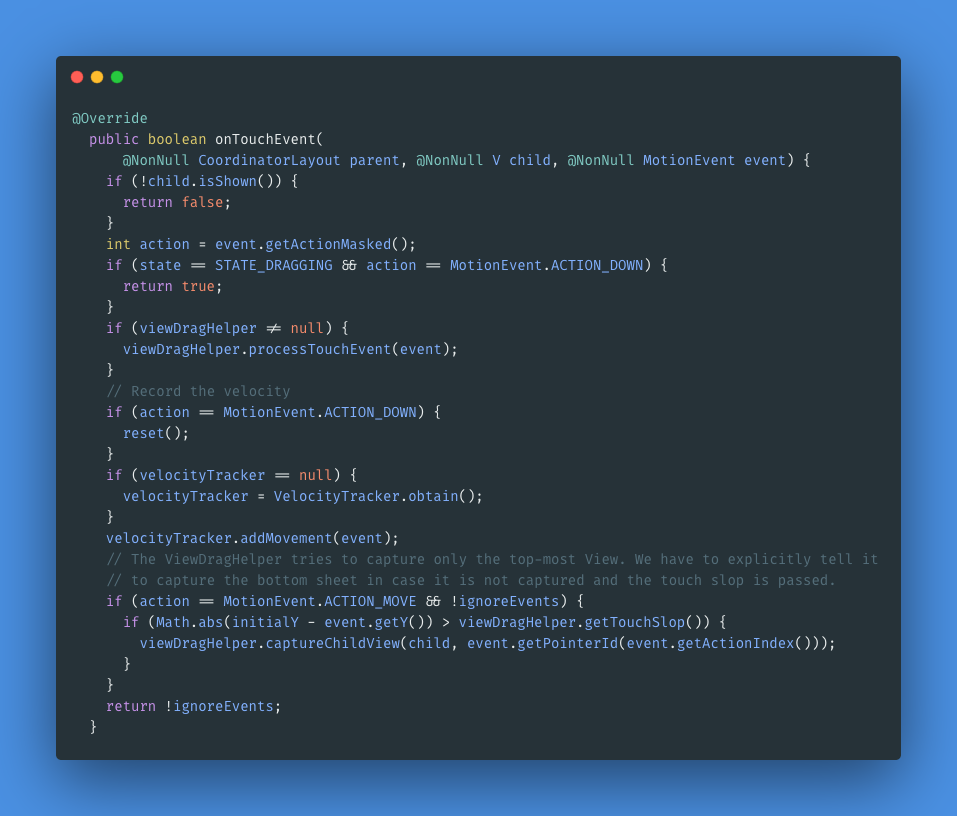 @Override
  public boolean onTouchEvent(
      @NonNull CoordinatorLayout parent, @NonNull V child, @NonNull MotionEvent event) {
    if (!child.isShown()) {
      return false;
    }
    int action = event.getActionMasked();
    if (state == STATE_DRAGGING && action == MotionEvent.ACTION_DOWN) {
      return true;
    }
    if (viewDragHelper != null) {
      viewDragHelper.processTouchEvent(event);
    }
    // Record the velocity
    if (action == MotionEvent.ACTION_DOWN) {
      reset();
    }
    if (velocityTracker == null) {
      velocityTracker = VelocityTracker.obtain();
    }
    velocityTracker.addMovement(event);
    // The ViewDragHelper tries to capture only the top-most View. We have to explicitly tell it
    // to capture the bottom sheet in case it is not captured and the touch slop is passed.
    if (action == MotionEvent.ACTION_MOVE && !ignoreEvents) {
      if (Math.abs(initialY - event.getY()) > viewDragHelper.getTouchSlop()) {
        viewDragHelper.captureChildView(child, event.getPointerId(event.getActionIndex()));
      }
    }
    return !ignoreEvents;
  }